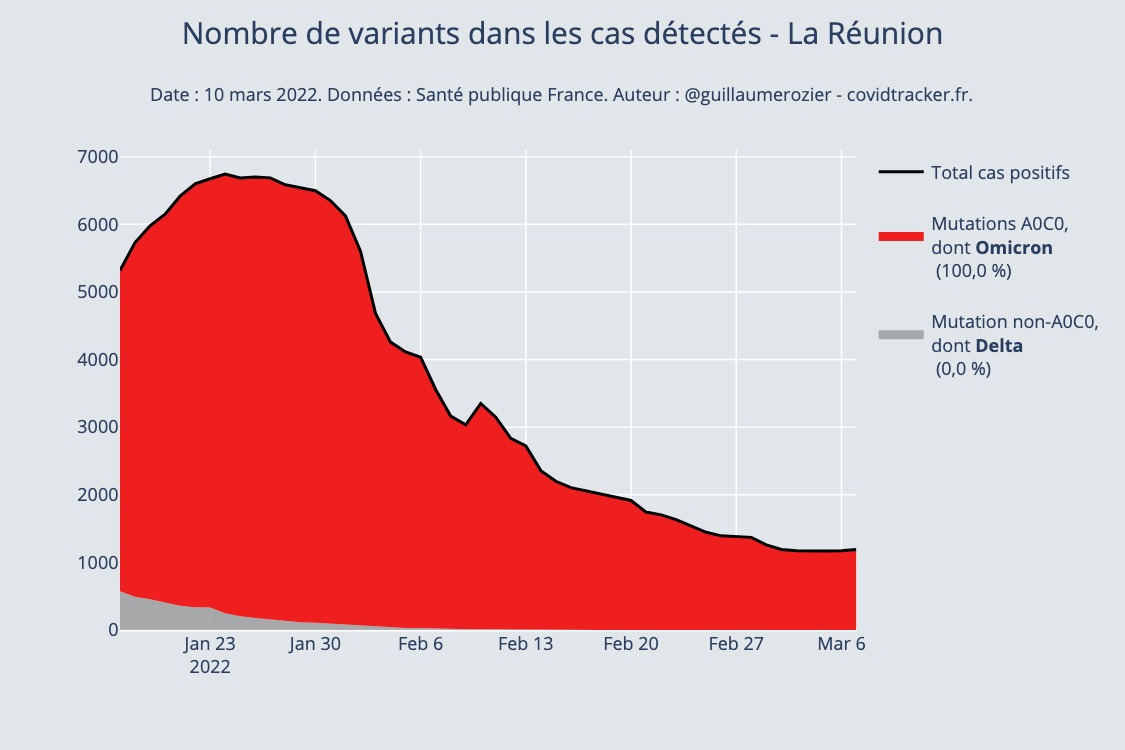 Nombre de variants dans les cas détectés - La Réunion
Date : 10 mars 2022. Données : Santé publique France. Auteur : @guillaumerozier - covidtracker.fr.
7000
6000
5000
4000
3000
2000
1000
0
Jan 23
2022
Jan 30
Feb 6
Feb 13
Feb 20
Feb 27
Mar 6
Total cas positifs
Mutations A0C0,
dont Omicron
(100,0 %)
Mutation non-A0C0,
dont Delta
(0,0 %)